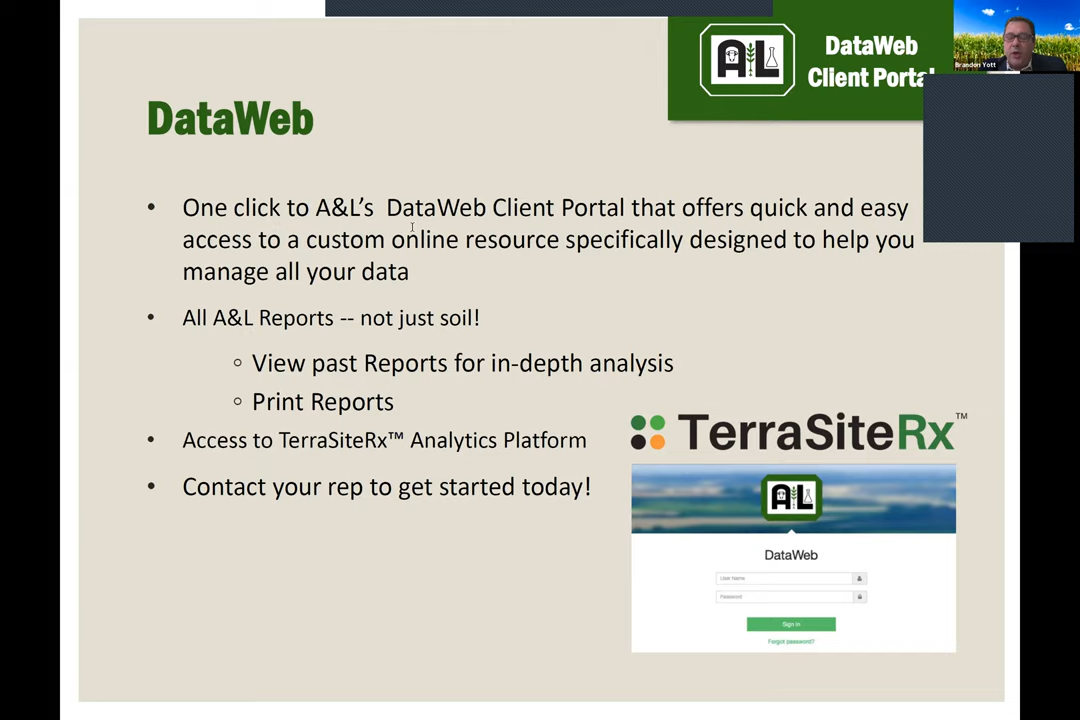 DataWeb
Client Portal
Brandon Yott
DataWeb
• One click to A&L's DataWeb Client Portal that offers quick and easy
access to a custom online resource specifically designed to help you
manage all your data
• All A&L Reports -- not just soil!
○ View past Reports for in-depth analysis
○ Print Reports
• Access to TerraSiteRx™ Analytics Platform
• Contact your rep to get started today!
TerraSiteRx™
A L
DataWeb
User Name
Password
Sign In
Forgot password?